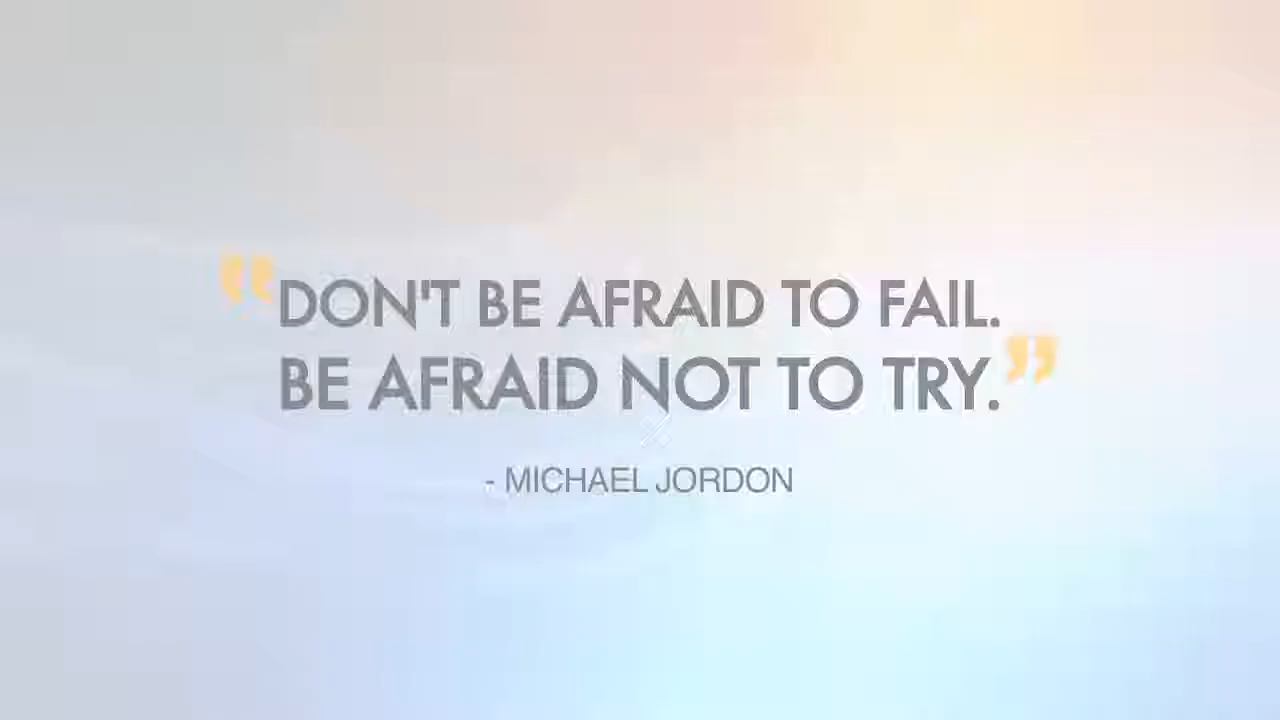 "DON'T BE AFRAID TO FAIL.
BE AFRAID NOT TO TRY."
- MICHAEL JORDON